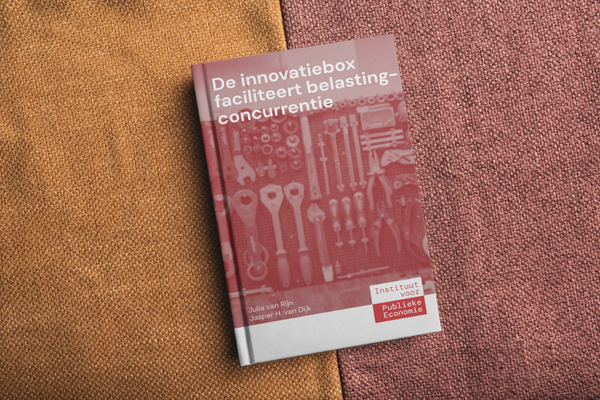 De innovatiebox
faciliteert belasting-
concurrentie
Julia van Rijn
Jasper H. van Dijk
Instituut
voor
Publieke
Economie